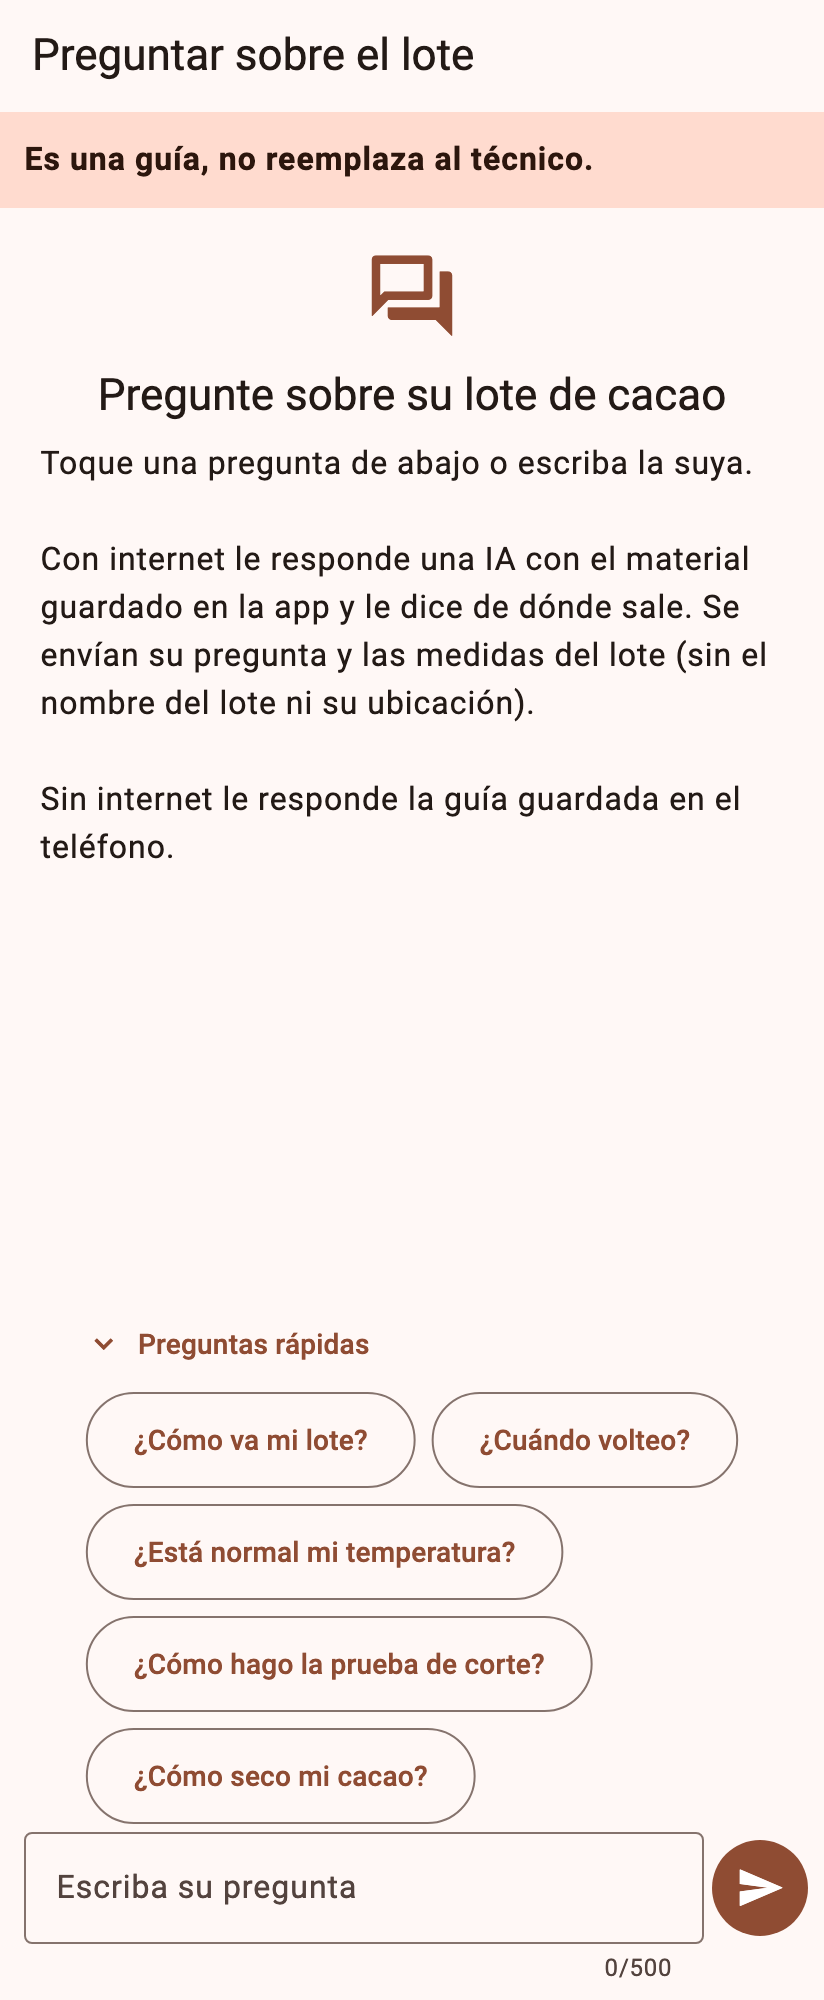 Preguntar sobre el lote
Es una guía, no reemplaza al técnico.
Pregunte sobre su lote de cacao
Toque una pregunta de abajo o escriba la suya.
Con internet le responde una IA con el material
guardado en la app y le dice de dónde sale. Se
envían su pregunta y las medidas del lote (sin el
nombre del lote ni su ubicación).
Sin internet le responde la guía guardada en el
teléfono.
Preguntas rápidas
¿Cómo va mi lote?
¿Cuándo volteo?
¿Está normal mi temperatura?
¿Cómo hago la prueba de corte?
¿Cómo seco mi cacao?
Escriba su pregunta
0/500